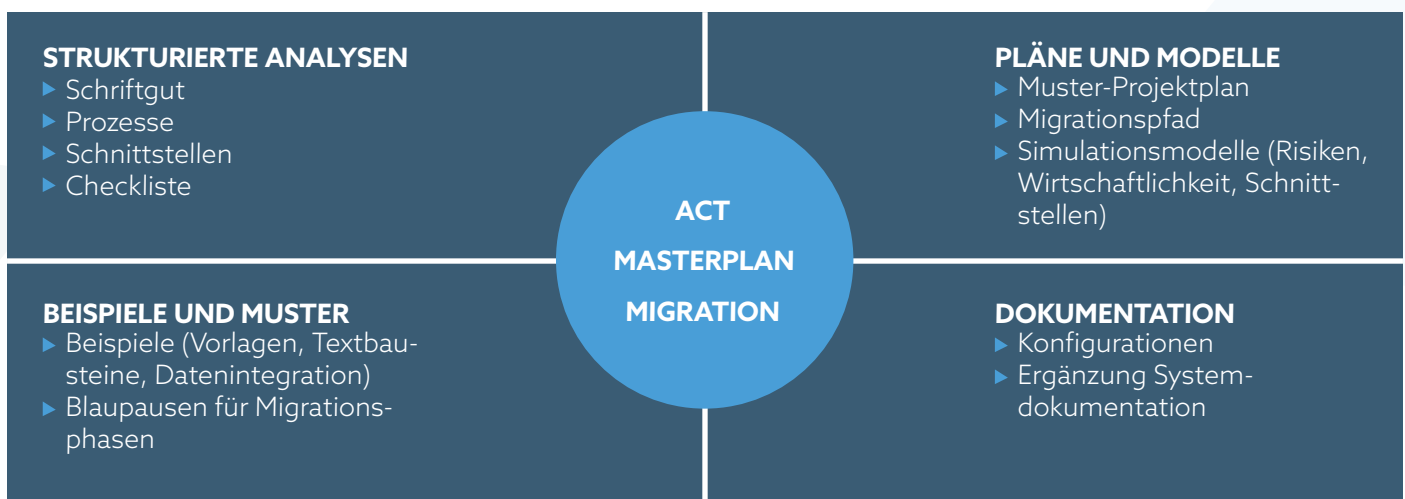 STRUKTURIERTE ANALYSEN
Schriftgut
Prozesse
Schnittstellen
Checkliste
PLÄNE UND MODELLE
Muster-Projektplan
Migrationspfad
Simulationsmodelle (Risiken,
Wirtschaftlichkeit, Schnitt-
stellen)
ACT
MASTERPLAN
MIGRATION
BEISPIELE UND MUSTER
Beispiele (Vorlagen, Textbau-
steine, Datenintegration)
Blaupausen für Migrations-
phasen
DOKUMENTATION
Konfigurationen
Ergänzung System-
dokumentation